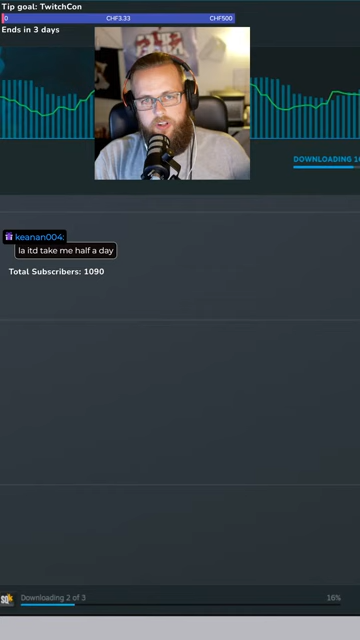 Tip goal: TwitchCon
0 CHF3.33 CHF500
Ends in 3 days
DOWNLOADING
keanan004:
la itd take me half a day
Total Subscribers: 1090
Downloading 2 of 3 16%